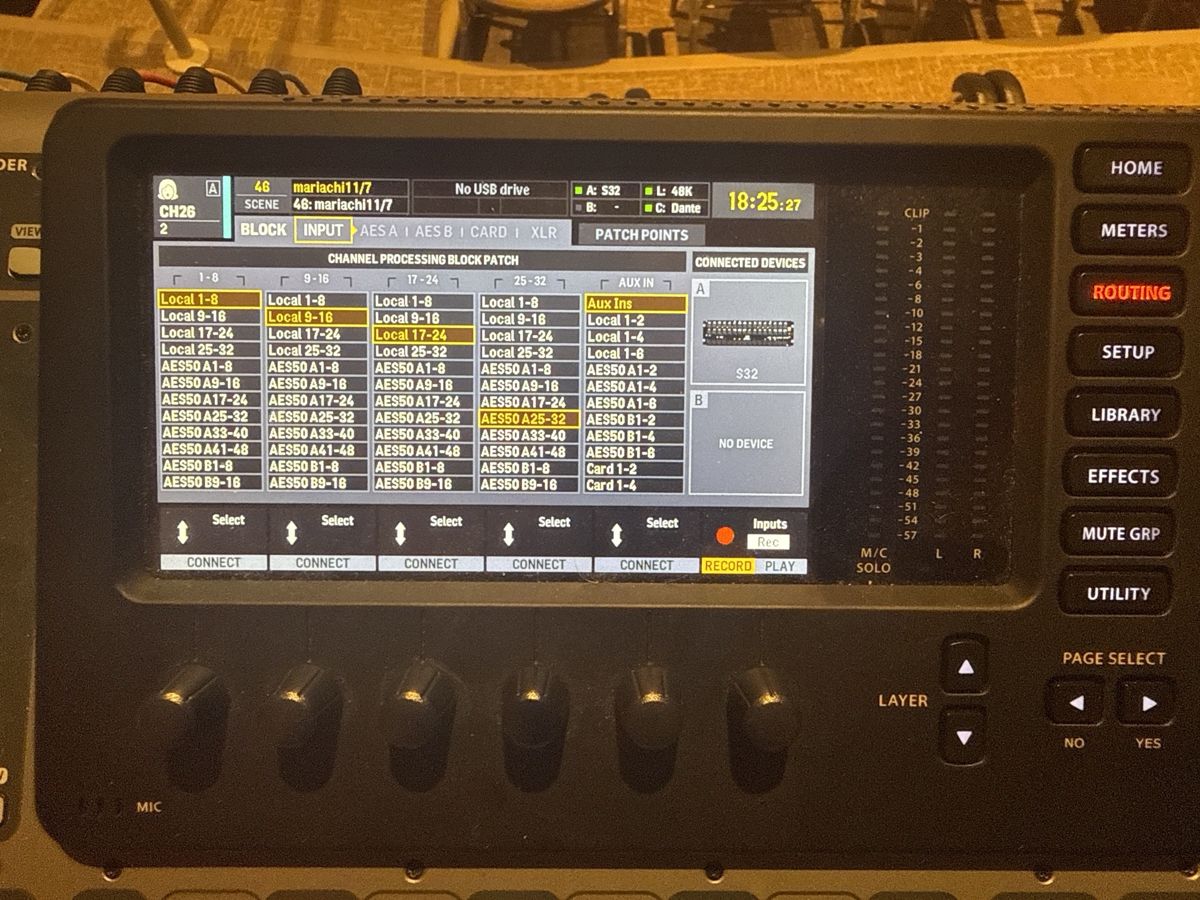 DER
VIEW
A
CH26
2
46 mariachi11/7
SCENE 46: mariachi11/7
No USB drive
A: S32 L: 48K
B: - C: Dante
18:25:27
BLOCK INPUT AES A AES B CARD XLR PATCH POINTS
CHANNEL PROCESSING BLOCK PATCH CONNECTED DEVICES
1-8 9-16 17-24 25-32 AUX IN
Local 1-8 Local 1-8 Local 1-8 Local 1-8 Aux Ins
Local 9-16 Local 9-16 Local 9-16 Local 9-16 Local 1-2
Local 17-24 Local 17-24 Local 17-24 Local 17-24 Local 1-4
Local 25-32 Local 25-32 Local 25-32 Local 25-32 Local 1-6
AES50 A1-8 AES50 A1-8 AES50 A1-8 AES50 A1-8 AES50 A1-2
AES50 A9-16 AES50 A9-16 AES50 A9-16 AES50 A9-16 AES50 A1-4
AES50 A17-24 AES50 A17-24 AES50 A17-24 AES50 A17-24 AES50 A1-6
AES50 A25-32 AES50 A25-32 AES50 A25-32 AES50 A25-32 AES50 B1-2
AES50 A33-40 AES50 A33-40 AES50 A33-40 AES50 A33-40 AES50 B1-4
AES50 A41-48 AES50 A41-48 AES50 A41-48 AES50 A41-48 AES50 B1-6
AES50 B1-8 AES50 B1-8 AES50 B1-8 AES50 B1-8 Card 1-2
AES50 B9-16 AES50 B9-16 AES50 B9-16 AES50 B9-16 Card 1-4
A
S32
B
NO DEVICE
Select Select Select Select Select Inputs
Rec
CONNECT CONNECT CONNECT CONNECT CONNECT RECORD PLAY
CLIP
-1
-2
-3
-4
-6
-8
-10
-12
-15
-18
-21
-24
-27
-30
-33
-36
-39
-42
-45
-48
-51
-54
-57
M/C L R
SOLO
HOME
METERS
ROUTING
SETUP
LIBRARY
EFFECTS
MUTE GRP
UTILITY
PAGE SELECT
LAYER
NO YES
MIC